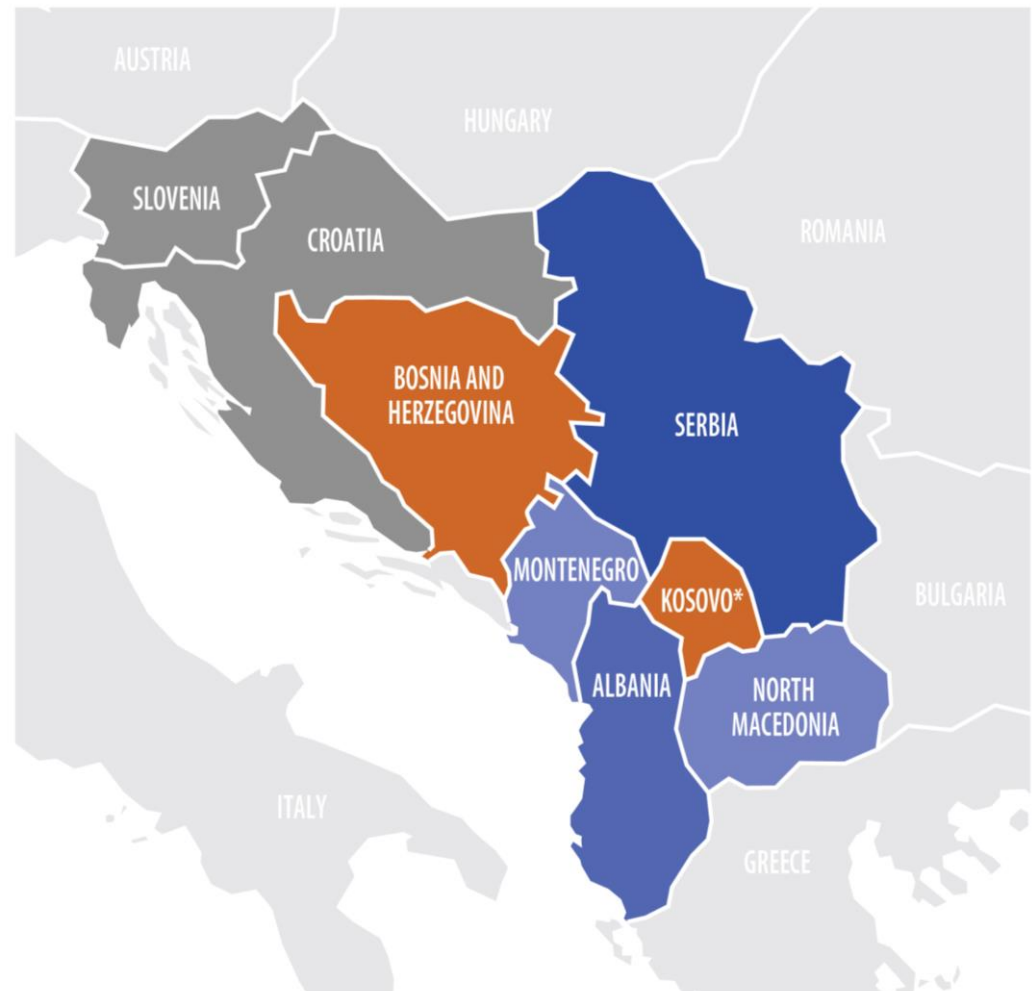 AUSTRIA
HUNGARY
SLOVENIA
CROATIA
ROMANIA
BOSNIA AND
HERZEGOVINA
SERBIA
MONTENEGRO
KOSOVO*
BULGARIA
ALBANIA
NORTH
MACEDONIA
ITALY
GREECE